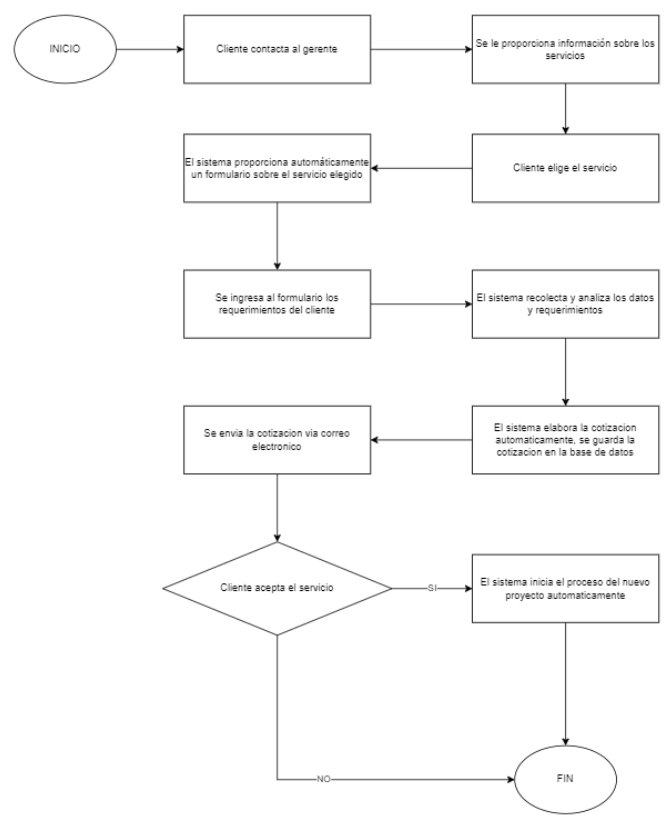 INICIO
Cliente contacta al gerente
Se le proporciona información sobre los
servicios
El sistema proporciona automáticamente
un formulario sobre el servicio elegido
Cliente elige el servicio
Se ingresa al formulario los
requerimientos del cliente
El sistema recolecta y analiza los datos
y requerimientos
Se envia la cotizacion via correo
electronico
El sistema elabora la cotizacion
automaticamente, se guarda la
cotizacion en la base de datos
Cliente acepta el servicio
SI
El sistema inicia el proceso del nuevo
proyecto automaticamente
NO
FIN